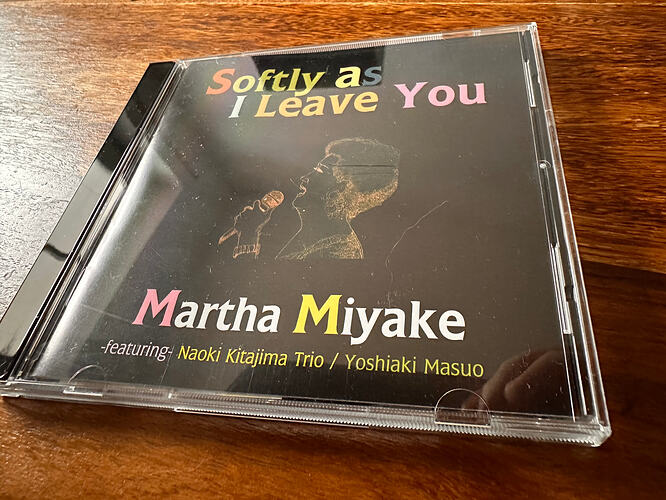 Softly as
I Leave You
Martha Miyake
-featuring- Naoki Kitajima Trio / Yoshiaki Masuo